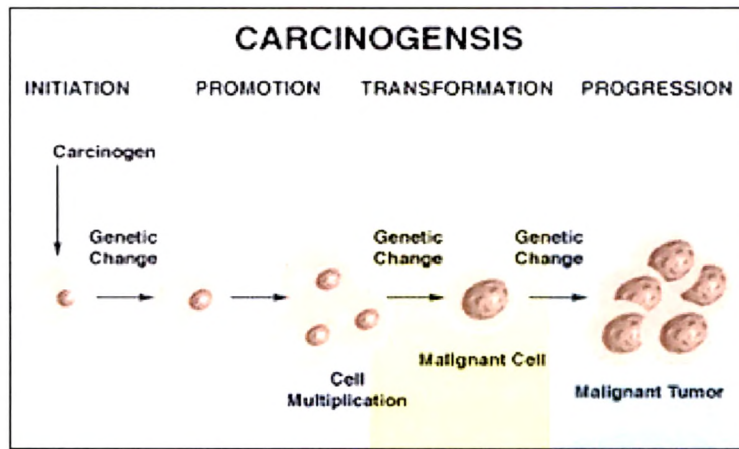 CARCINOGENSIS
INITIATION PROMOTION TRANSFORMATION PROGRESSION
Carcinogen
Genetic
Change
Genetic
Change
Genetic
Change
Cell
Multiplication
Malignant Cell
Malignant Tumor